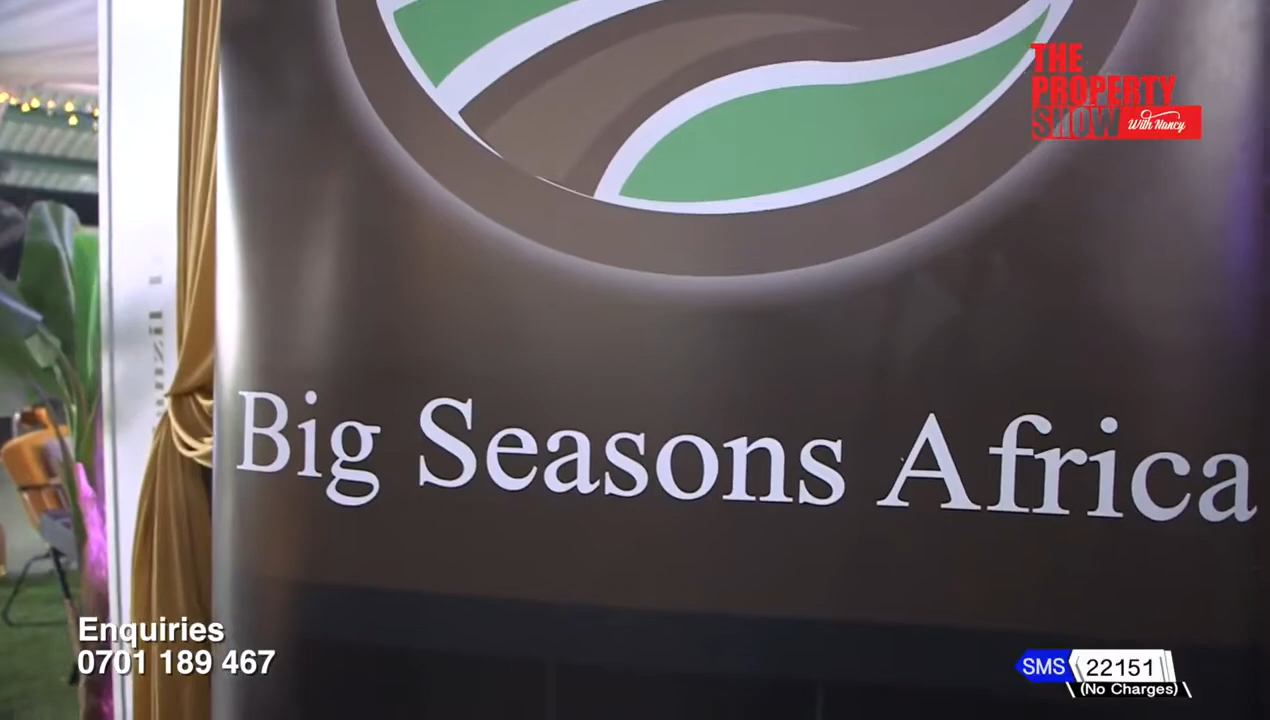 THE
PROPERTY
SHOW With Nancy
Big Seasons Africa
Enquiries
0701 189 467
SMS 22151
(No Charges)